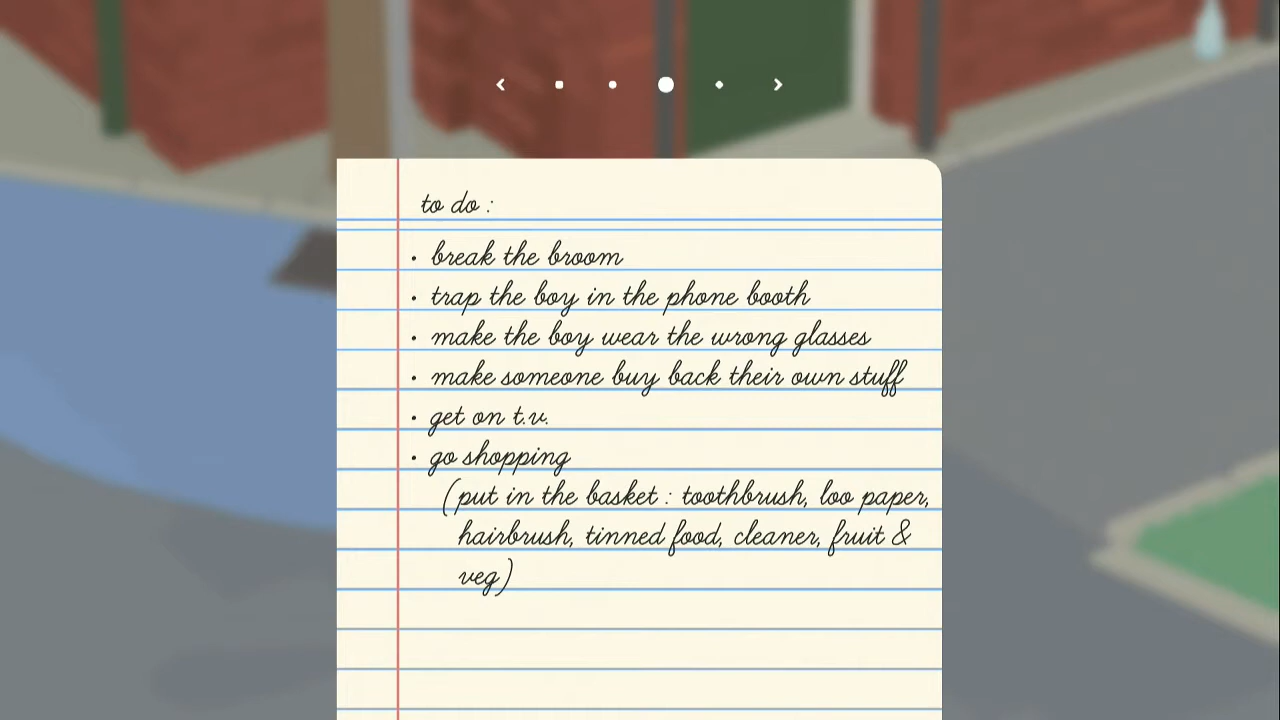 to do :
• break the broom
• trap the boy in the phone booth
• make the boy wear the wrong glasses
• make someone buy back their own stuff
• get on t.v.
• go shopping
(put in the basket : toothbrush, loo paper,
hairbrush, tinned food, cleaner, fruit &
veg)